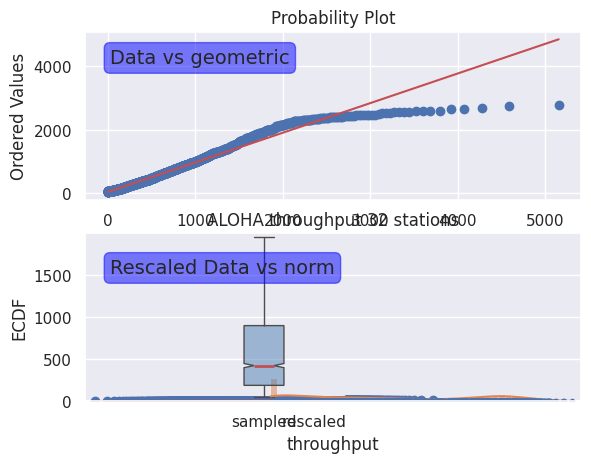 Probability Plot
Data vs geometric
Ordered Values
4000
2000
0
0 1000 2000 3000 4000 5000
ALOHA throughput 32 stations
Rescaled Data vs norm
ECDF
1500
1000
500
0
sampled rescaled
throughput